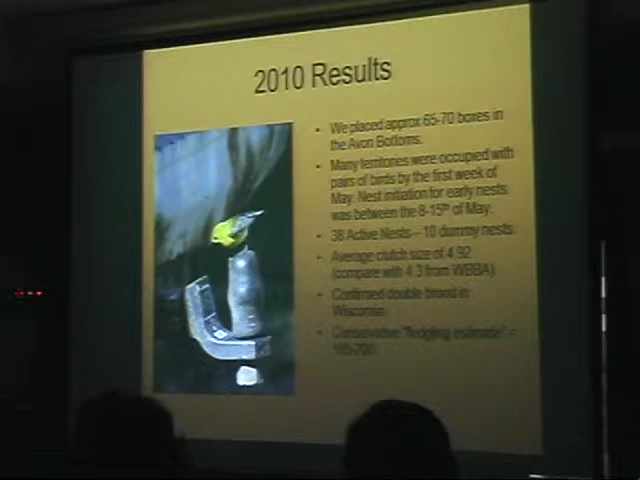 2010 Results
• We placed approx 65-70 boxes in
the Avon Bottoms.
• Many territories were occupied with
pairs of birds by the first week of
May. Nest initiation for early nests
was between the 8-15th of May.
• 38 Active Nests – 10 dummy nests
• Average clutch size of 4.92
(compare with 4.3 from WBBA)
• Confirmed double brood in
Wisconsin
• Conservative "fledgling estimate" =